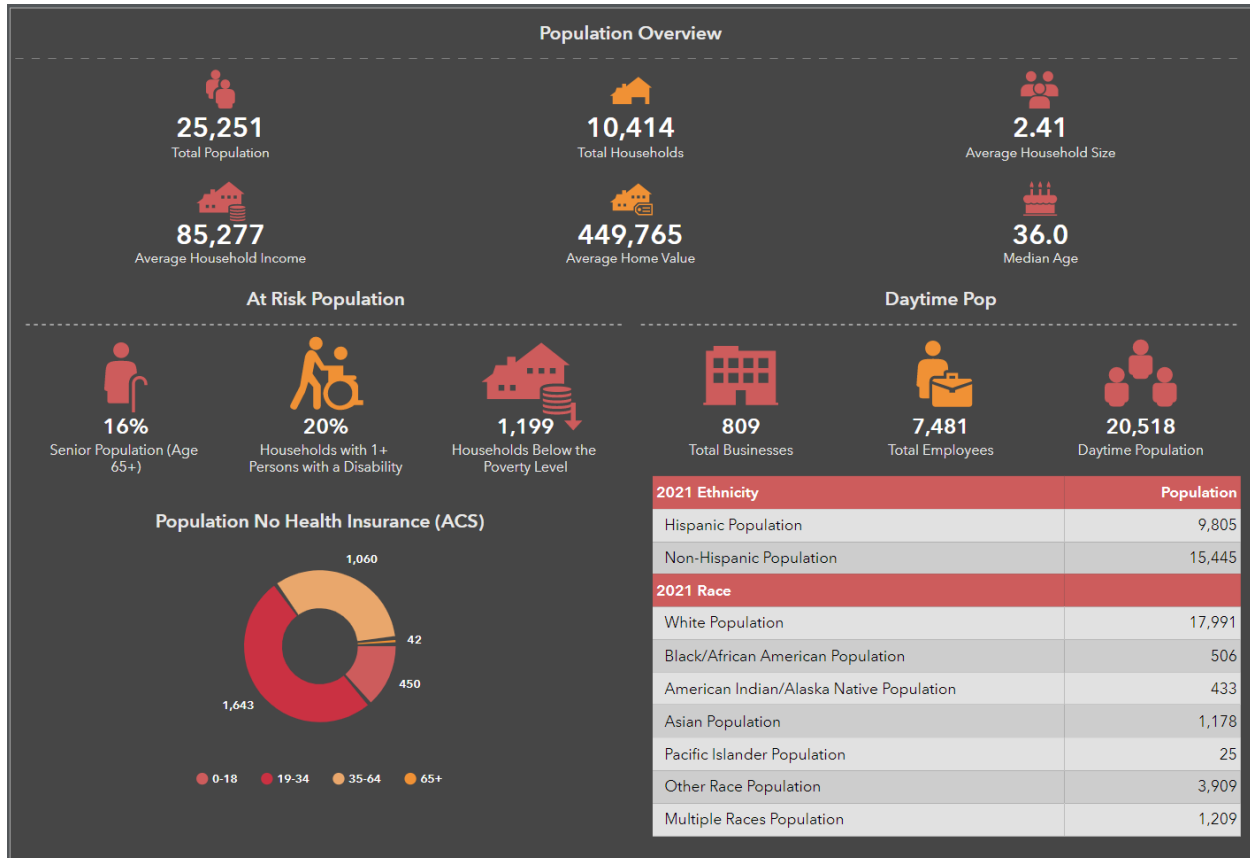 Population Overview
25,251
Total Population
10,414
Total Households
2.41
Average Household Size
85,277
Average Household Income
449,765
Average Home Value
36.0
Median Age
At Risk Population
16%
Senior Population (Age
65+)
20%
Households with 1+
Persons with a Disability
1,199
Households Below the
Poverty Level
Population No Health Insurance (ACS)
1,060
42
450
1,643
0-18
19-34
35-64
65+
Daytime Pop
809
Total Businesses
7,481
Total Employees
20,518
Daytime Population
2021 Ethnicity Population
Hispanic Population 9,805
Non-Hispanic Population 15,445
2021 Race
White Population 17,991
Black/African American Population 506
American Indian/Alaska Native Population 433
Asian Population 1,178
Pacific Islander Population 25
Other Race Population 3,909
Multiple Races Population 1,209